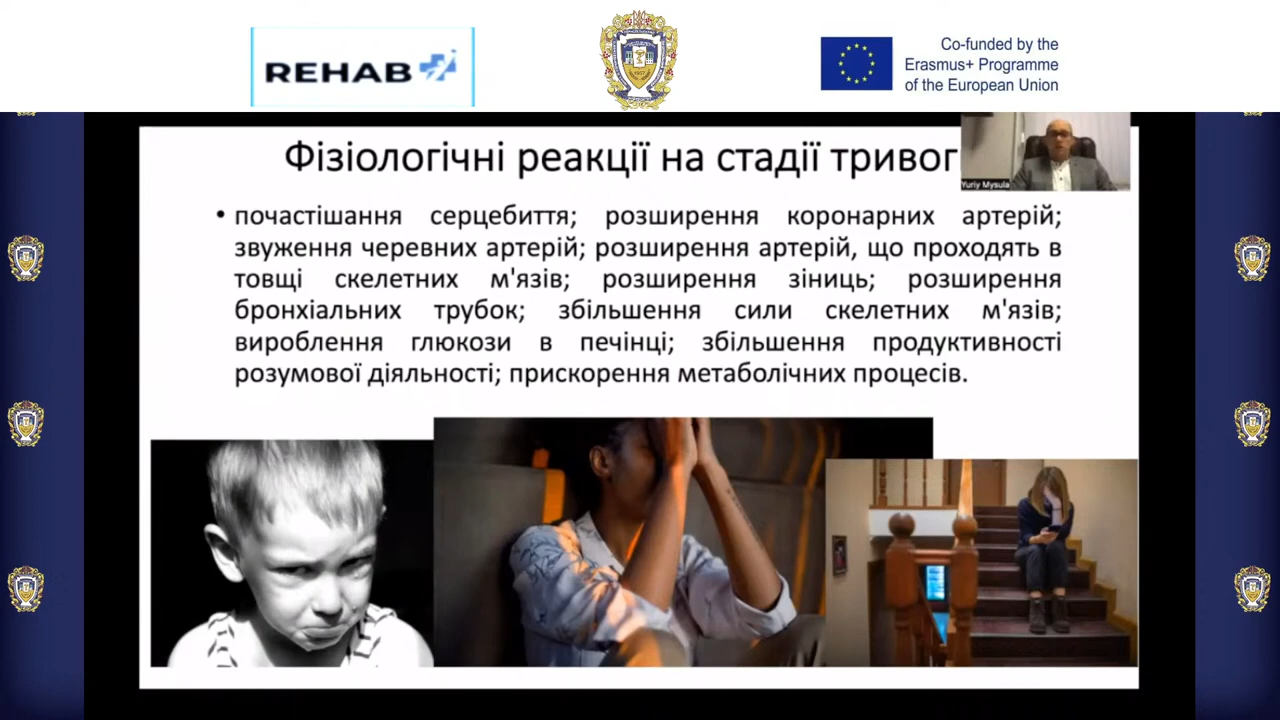 REHAB
Co-funded by the
Erasmus+ Programme
of the European Union
Фізіологічні реакції на стадії тривог
Yuriy Mysula
• почастішання серцебиття; розширення коронарних артерій;
звуження черевних артерій; розширення артерій, що проходять в
товщі скелетних м'язів; розширення зіниць; розширення
бронхіальних трубок; збільшення сили скелетних м'язів;
вироблення глюкози в печінці; збільшення продуктивності
розумової діяльності; прискорення метаболічних процесів.